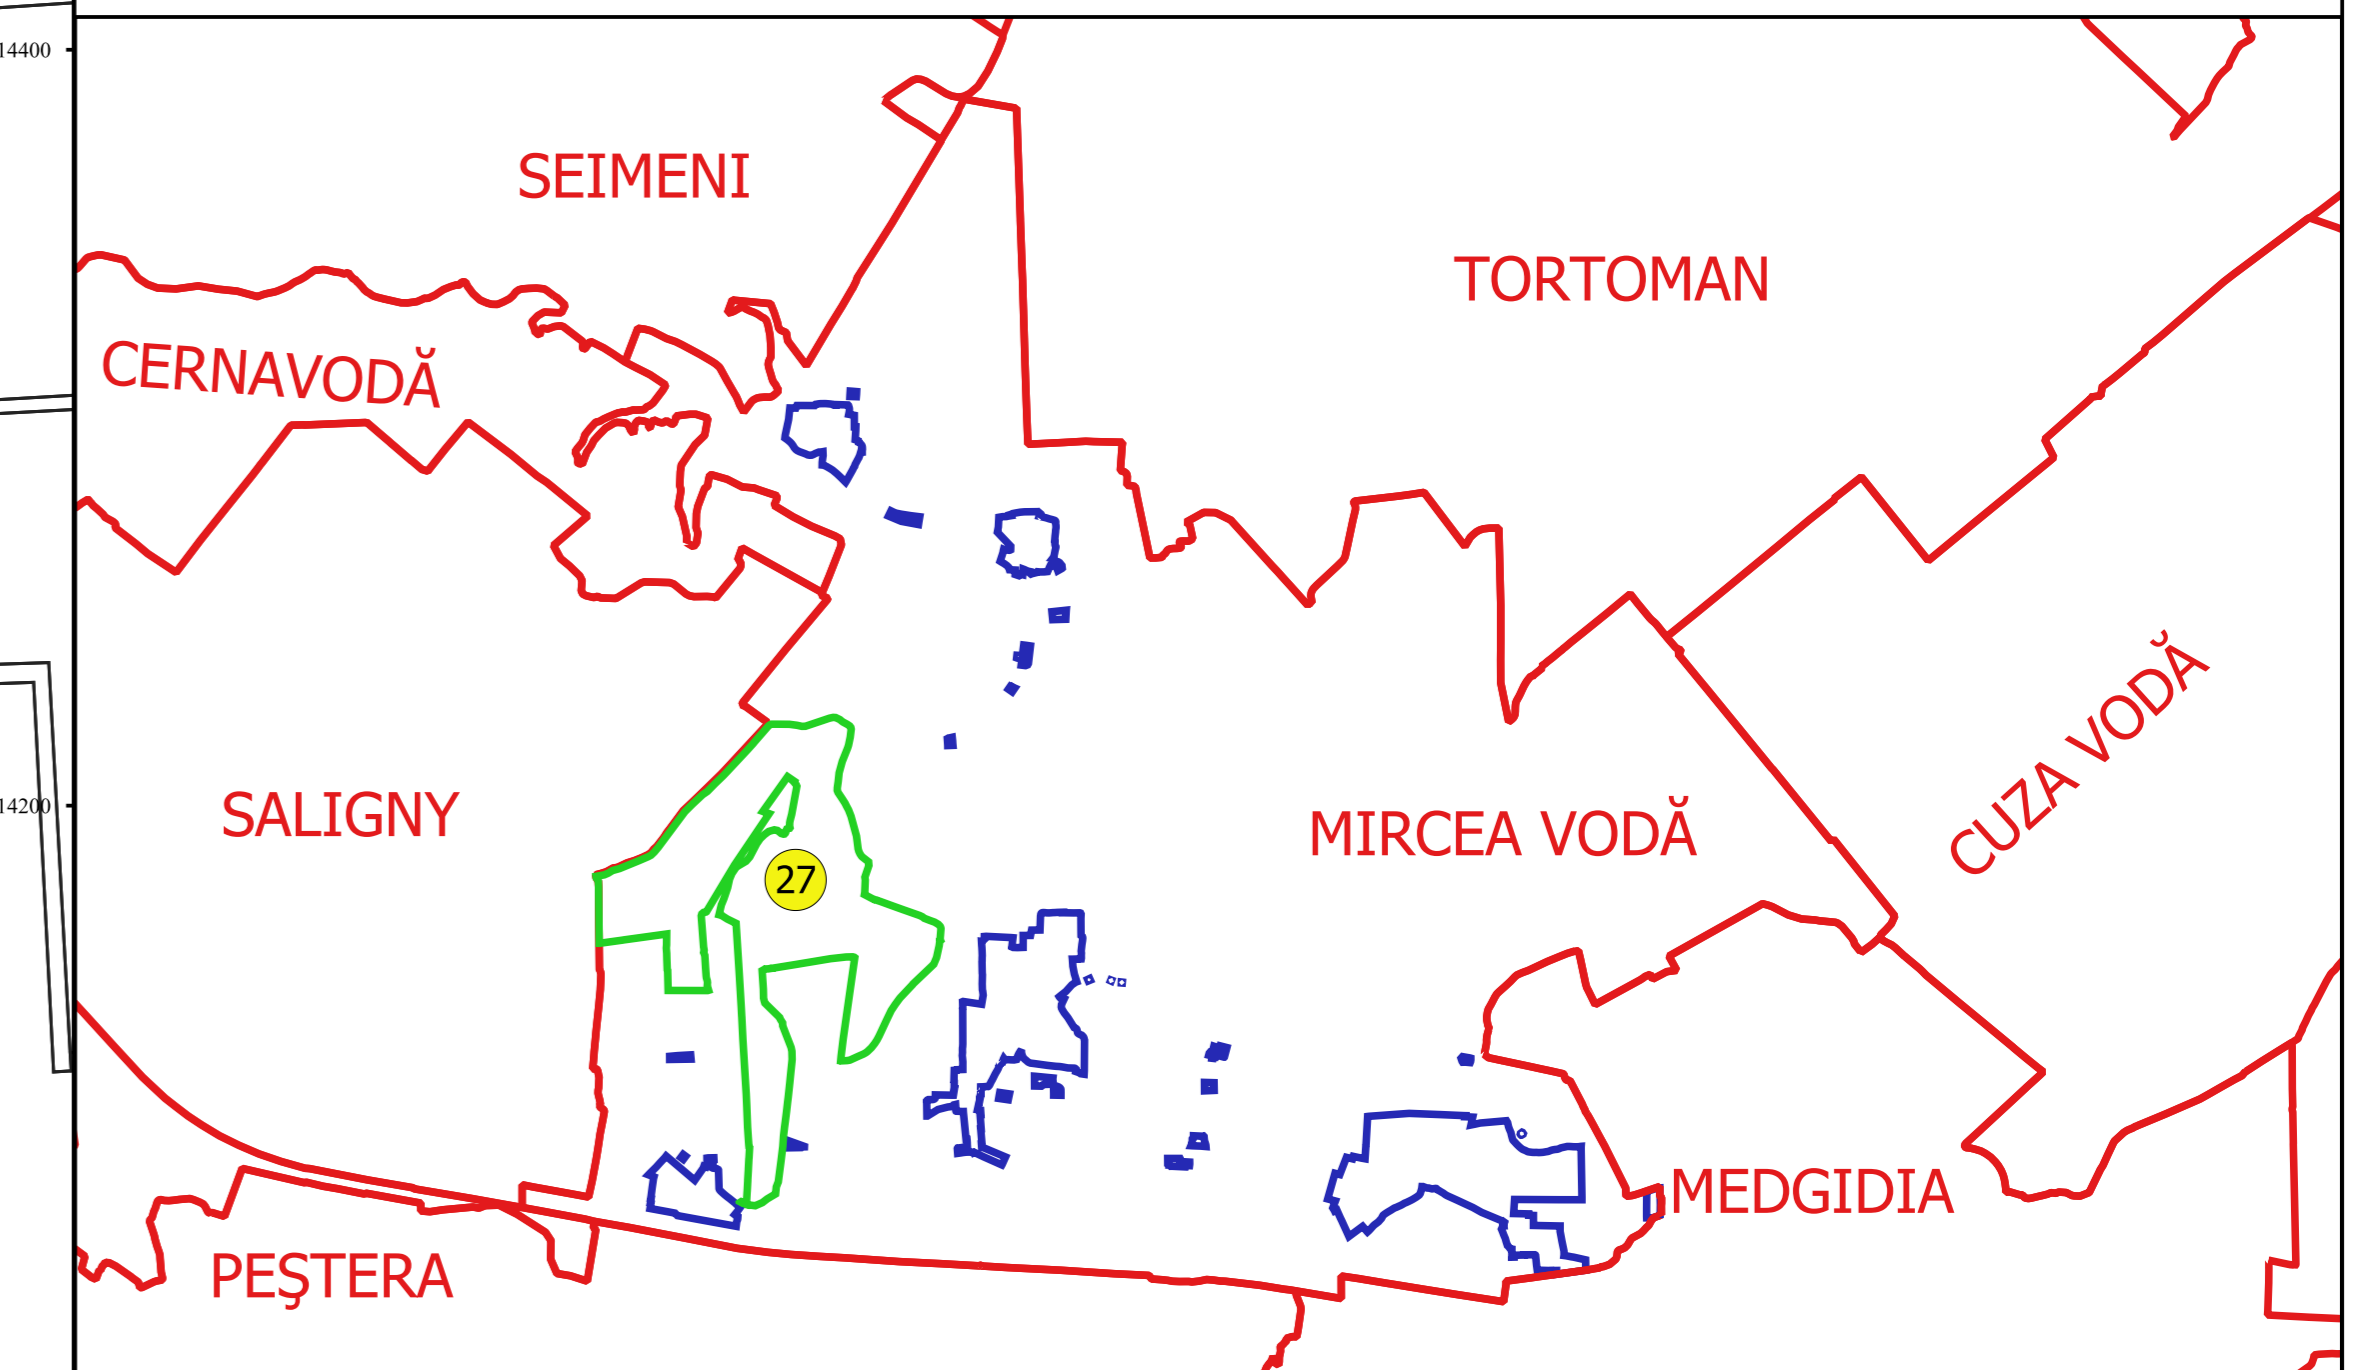 14400
SEIMENI
TORTOMAN
CERNAVODĂ
SALIGNY
14200
MIRCEA VODĂ
CUZA VODĂ
27
MEDGIDIA
PEŞTERA